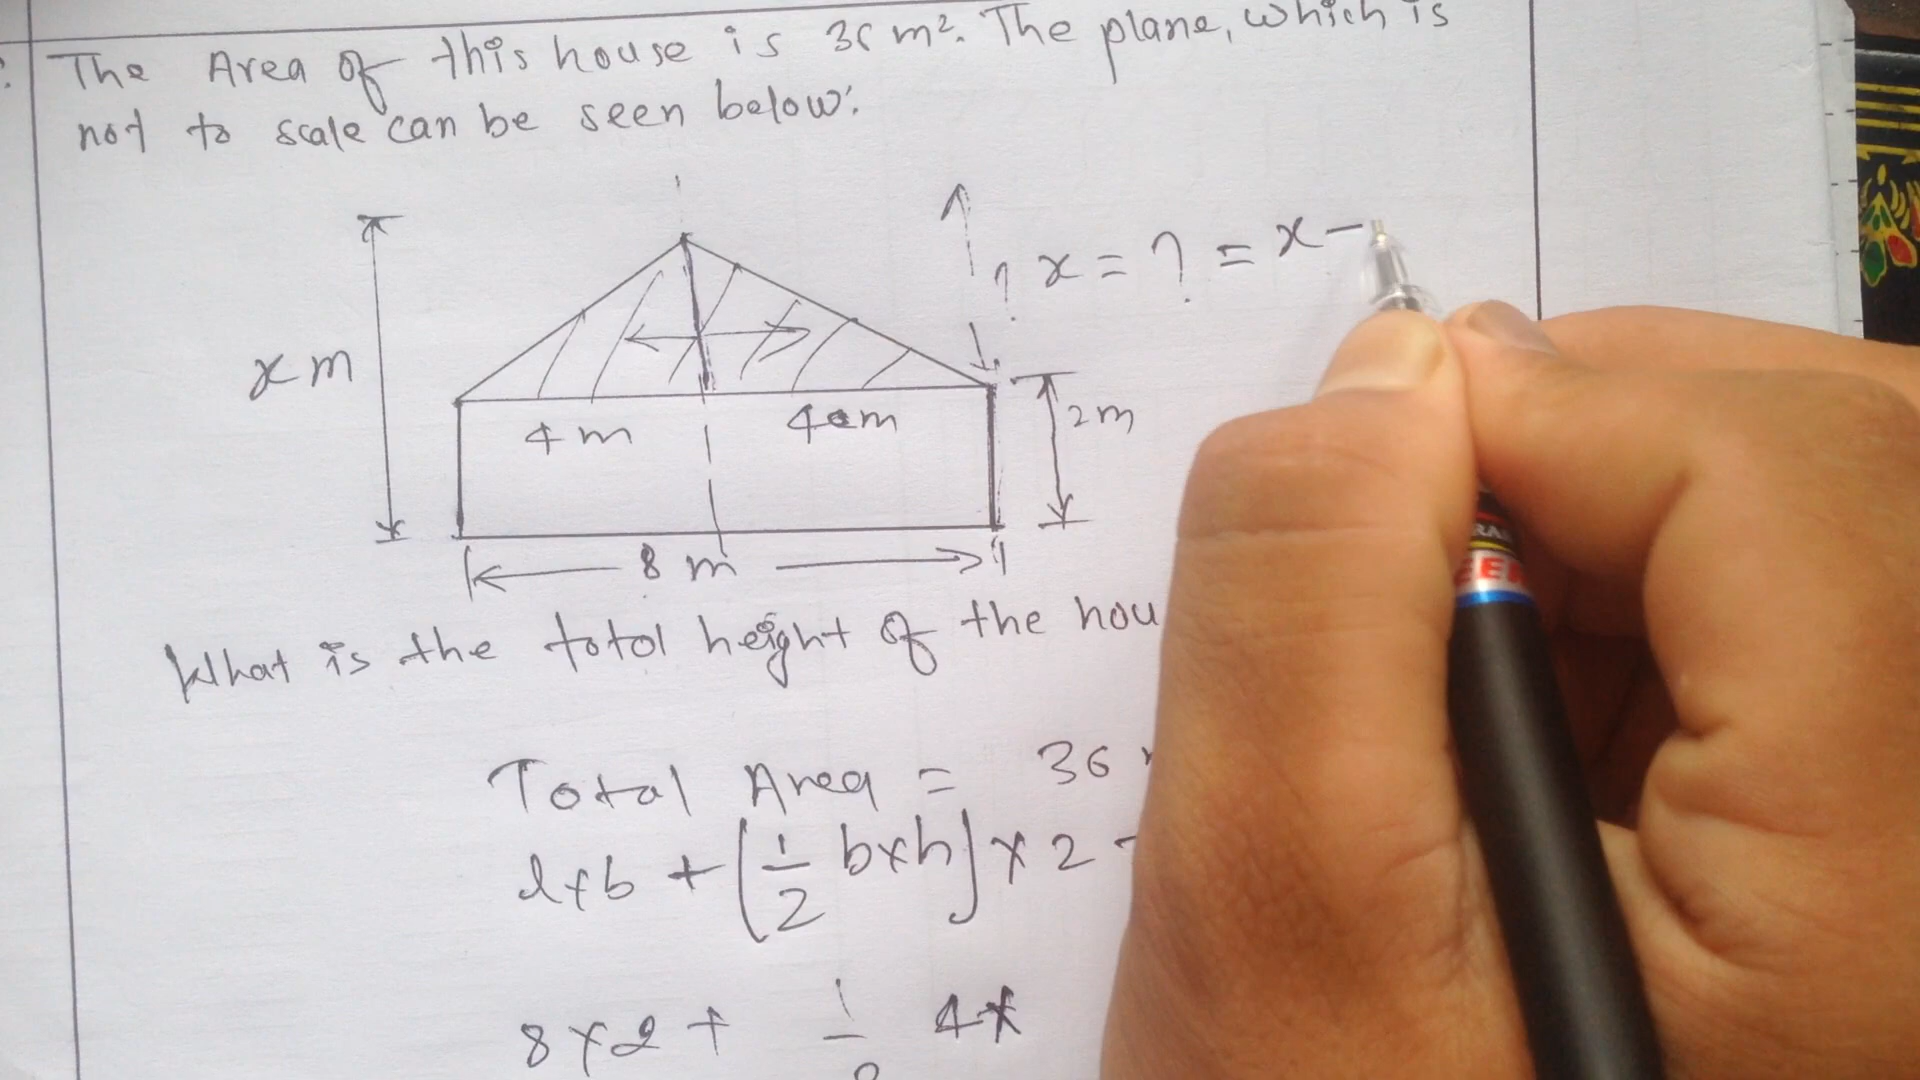 The Area of this house is 36 m². The plane, which is
not to scale can be seen below:
? x = ? = x -
x m
4 m
4 m
2 m
8 m
What is the total height of the hou
Total Area = 36
l×b + (1/2 b×h) × 2
8×2 + 1/2 4×